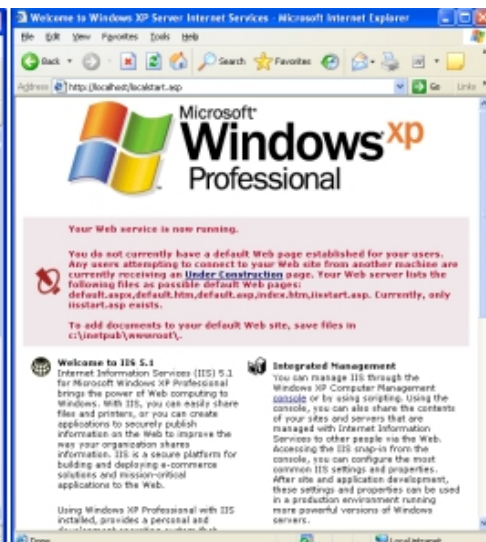 Welcome to Windows XP Server Internet Services - Microsoft Internet Explorer
File Edit View Favorites Tools Help
Back Search Favorites
Address http://localhost/localstart.asp Go Links
Microsoft
Windows xp
Professional
Your Web service is now running.
You do not currently have a default Web page established for your users.
Any users attempting to connect to your Web site from another machine are
currently receiving an Under Construction page. Your Web server lists the
following files as possible default Web pages:
default.aspx,default.htm,default.asp,index.htm,iisstart.asp. Currently, only
iisstart.asp exists.
To add documents to your default Web site, save files in
c:\inetpub\wwwroot\.
Welcome to IIS 5.1
Internet Information Services (IIS) 5.1
for Microsoft Windows XP Professional
brings the power of Web computing to
Windows. With IIS, you can easily share
files and printers, or you can create
applications to securely publish
information on the Web to improve the
way your organization shares
information. IIS is a secure platform for
building and deploying e-commerce
solutions and mission-critical
applications to the Web.
Using Windows XP Professional with IIS
installed, provides a personal and
Integrated Management
You can manage IIS through the
Windows XP Computer Management
console or by using scripting. Using the
console, you can also share the contents
of your sites and servers that are
managed with Internet Information
Services to other people via the Web.
Accessing the IIS snap-in from the
console, you can configure the most
common IIS settings and properties.
After site and application development,
these settings and properties can be used
in a production environment running
more powerful versions of Windows
servers.
Done Local intranet